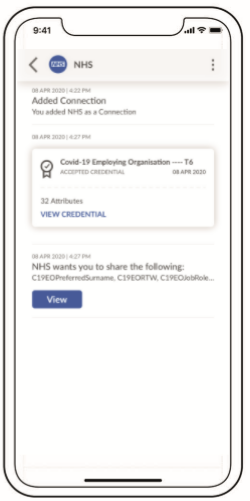 9:41
NHS
NHS
08 APR 2020 | 4:22 PM
Added Connection
You added NHS as a Connection
08 APR 2020 | 4:27 PM
Covid-19 Employing Organisation ---- T6
ACCEPTED CREDENTIAL 08 APR 2020
32 Attributes
VIEW CREDENTIAL
08 APR 2020 | 4:27 PM
NHS wants you to share the following:
C19EOPreferredSurname, C19EORTW, C19EOJobRole...
View